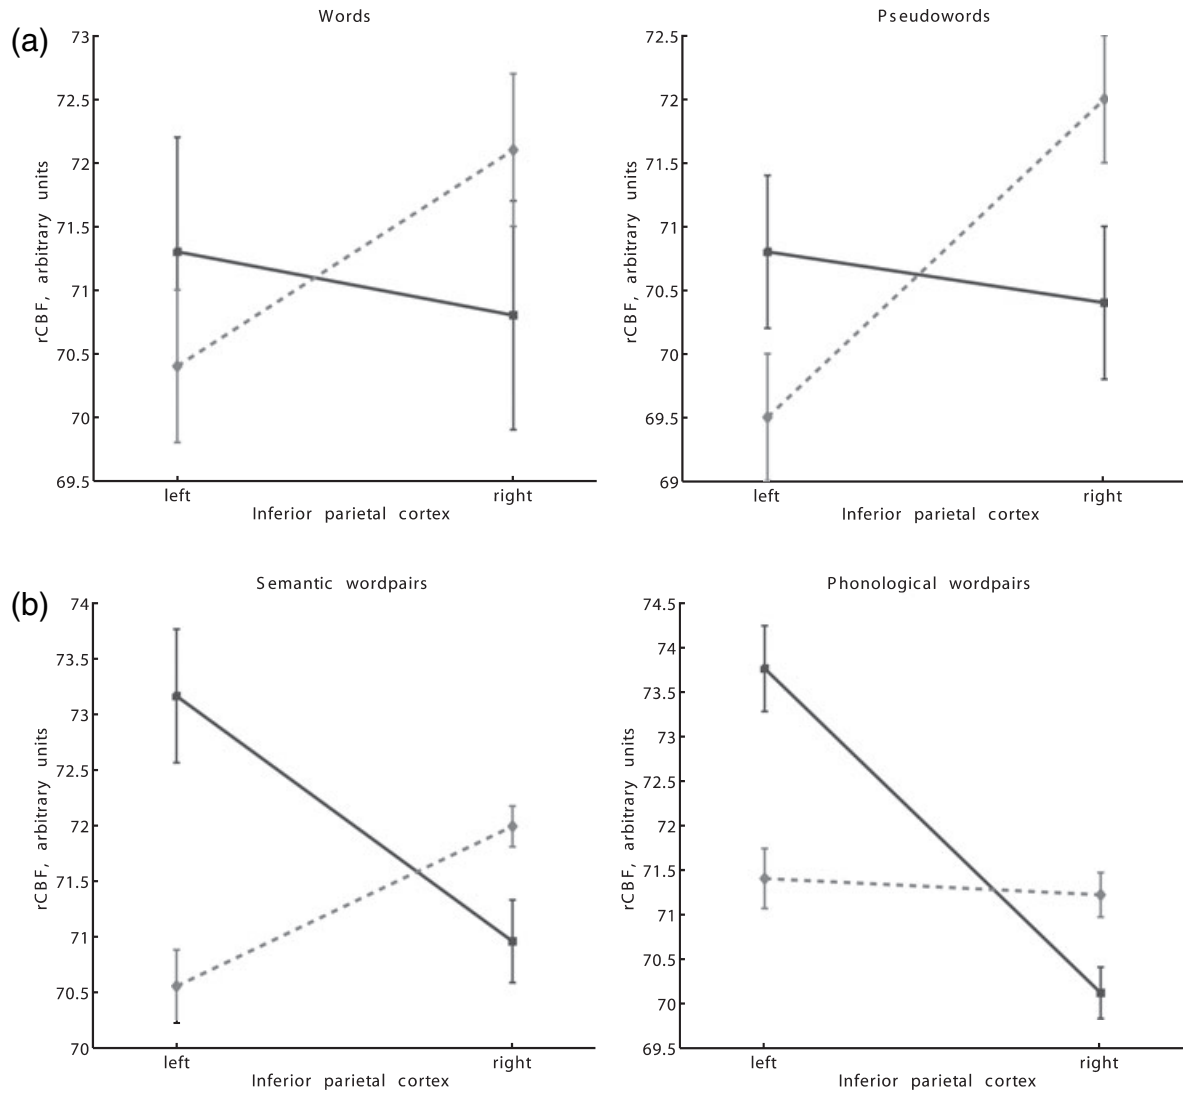 (a)
Words
73
72.5
72
71.5
71
70.5
70
69.5
rCBF, arbitrary units
left right
Inferior parietal cortex
Pseudowords
72.5
72
71.5
71
70.5
70
69.5
69
rCBF, arbitrary units
left right
Inferior parietal cortex
(b)
Semantic wordpairs
74
73.5
73
72.5
72
71.5
71
70.5
70
rCBF, arbitrary units
left right
Inferior parietal cortex
Phonological wordpairs
74.5
74
73.5
73
72.5
72
71.5
71
70.5
70
69.5
rCBF, arbitrary units
left right
Inferior parietal cortex